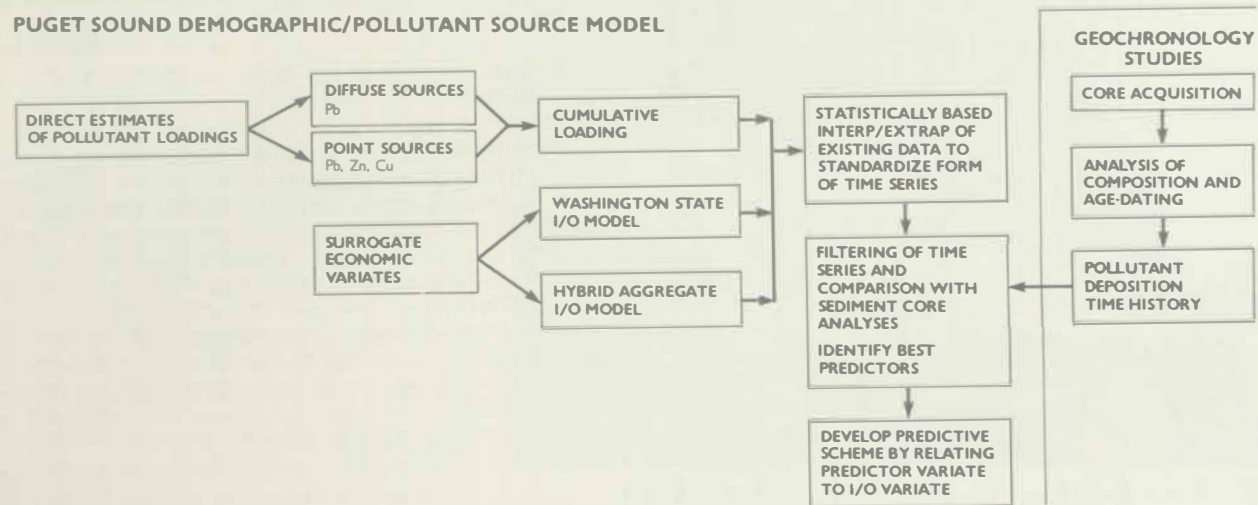 PUGET SOUND DEMOGRAPHIC/POLLUTANT SOURCE MODEL
DIRECT ESTIMATES
OF POLLUTANT LOADINGS
DIFFUSE SOURCES
Pb
POINT SOURCES
Pb, Zn, Cu
SURROGATE
ECONOMIC
VARIATES
CUMULATIVE
LOADING
WASHINGTON STATE
I/O MODEL
HYBRID AGGREGATE
I/O MODEL
STATISTICALLY BASED
INTERP/EXTRAP OF
EXISTING DATA TO
STANDARDIZE FORM
OF TIME SERIES
FILTERING OF TIME
SERIES AND
COMPARISON WITH
SEDIMENT CORE
ANALYSES
IDENTIFY BEST
PREDICTORS
DEVELOP PREDICTIVE
SCHEME BY RELATING
PREDICTOR VARIATE
TO I/O VARIATE
GEOCHRONOLOGY
STUDIES
CORE ACQUISITION
ANALYSIS OF
COMPOSITION AND
AGE-DATING
POLLUTANT
DEPOSITION
TIME HISTORY